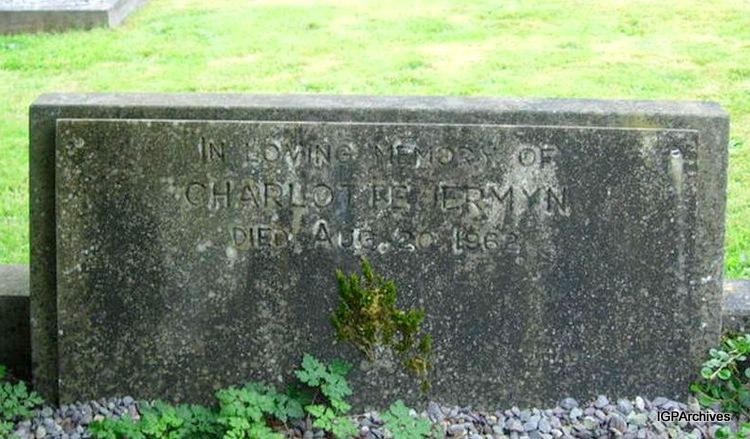 IN LOVING MEMORY OF
CHARLOTTE JERMYN
DIED AUG. 20 1962
IGPArchives